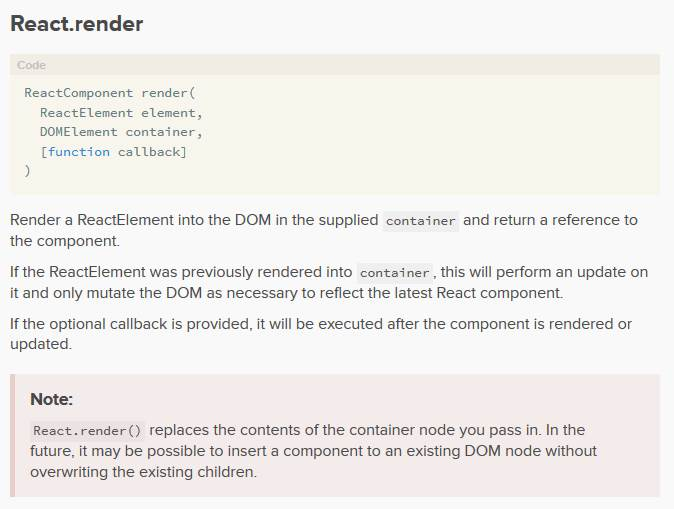 React.render
Code
ReactComponent render(
  ReactElement element,
  DOMElement container,
  [function callback]
)
Render a ReactElement into the DOM in the supplied container and return a reference to
the component.
If the ReactElement was previously rendered into container, this will perform an update on
it and only mutate the DOM as necessary to reflect the latest React component.
If the optional callback is provided, it will be executed after the component is rendered or
updated.
Note:
React.render() replaces the contents of the container node you pass in. In the
future, it may be possible to insert a component to an existing DOM node without
overwriting the existing children.